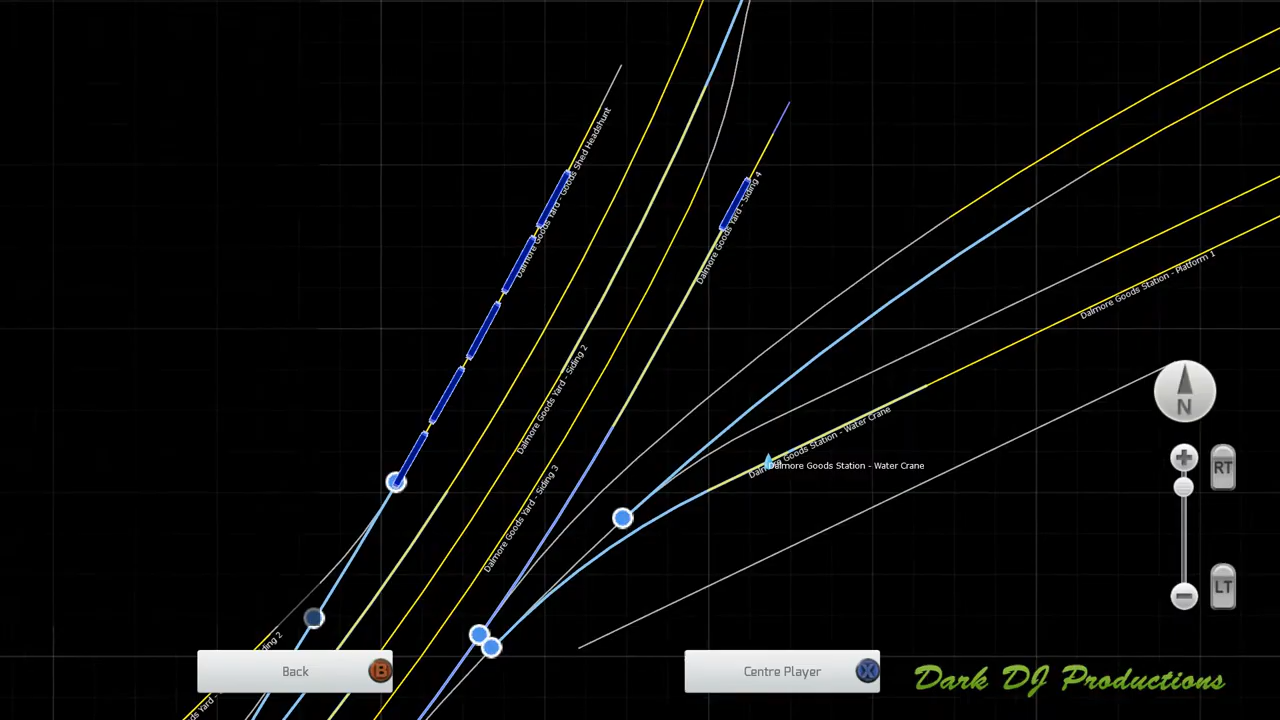 Dalmore Goods Yard - Goods Shed Headshunt
Dalmore Goods Yard - Siding 4
Dalmore Goods Station - Platform 1
Dalmore Goods Yard - Siding 2
Dalmore Goods Station - Water Crane
Dalmore Goods Station - Water Crane
Dalmore Goods Yard - Siding 3
N
RT
LT
Back
B
Centre Player
X
Dark DJ Productions